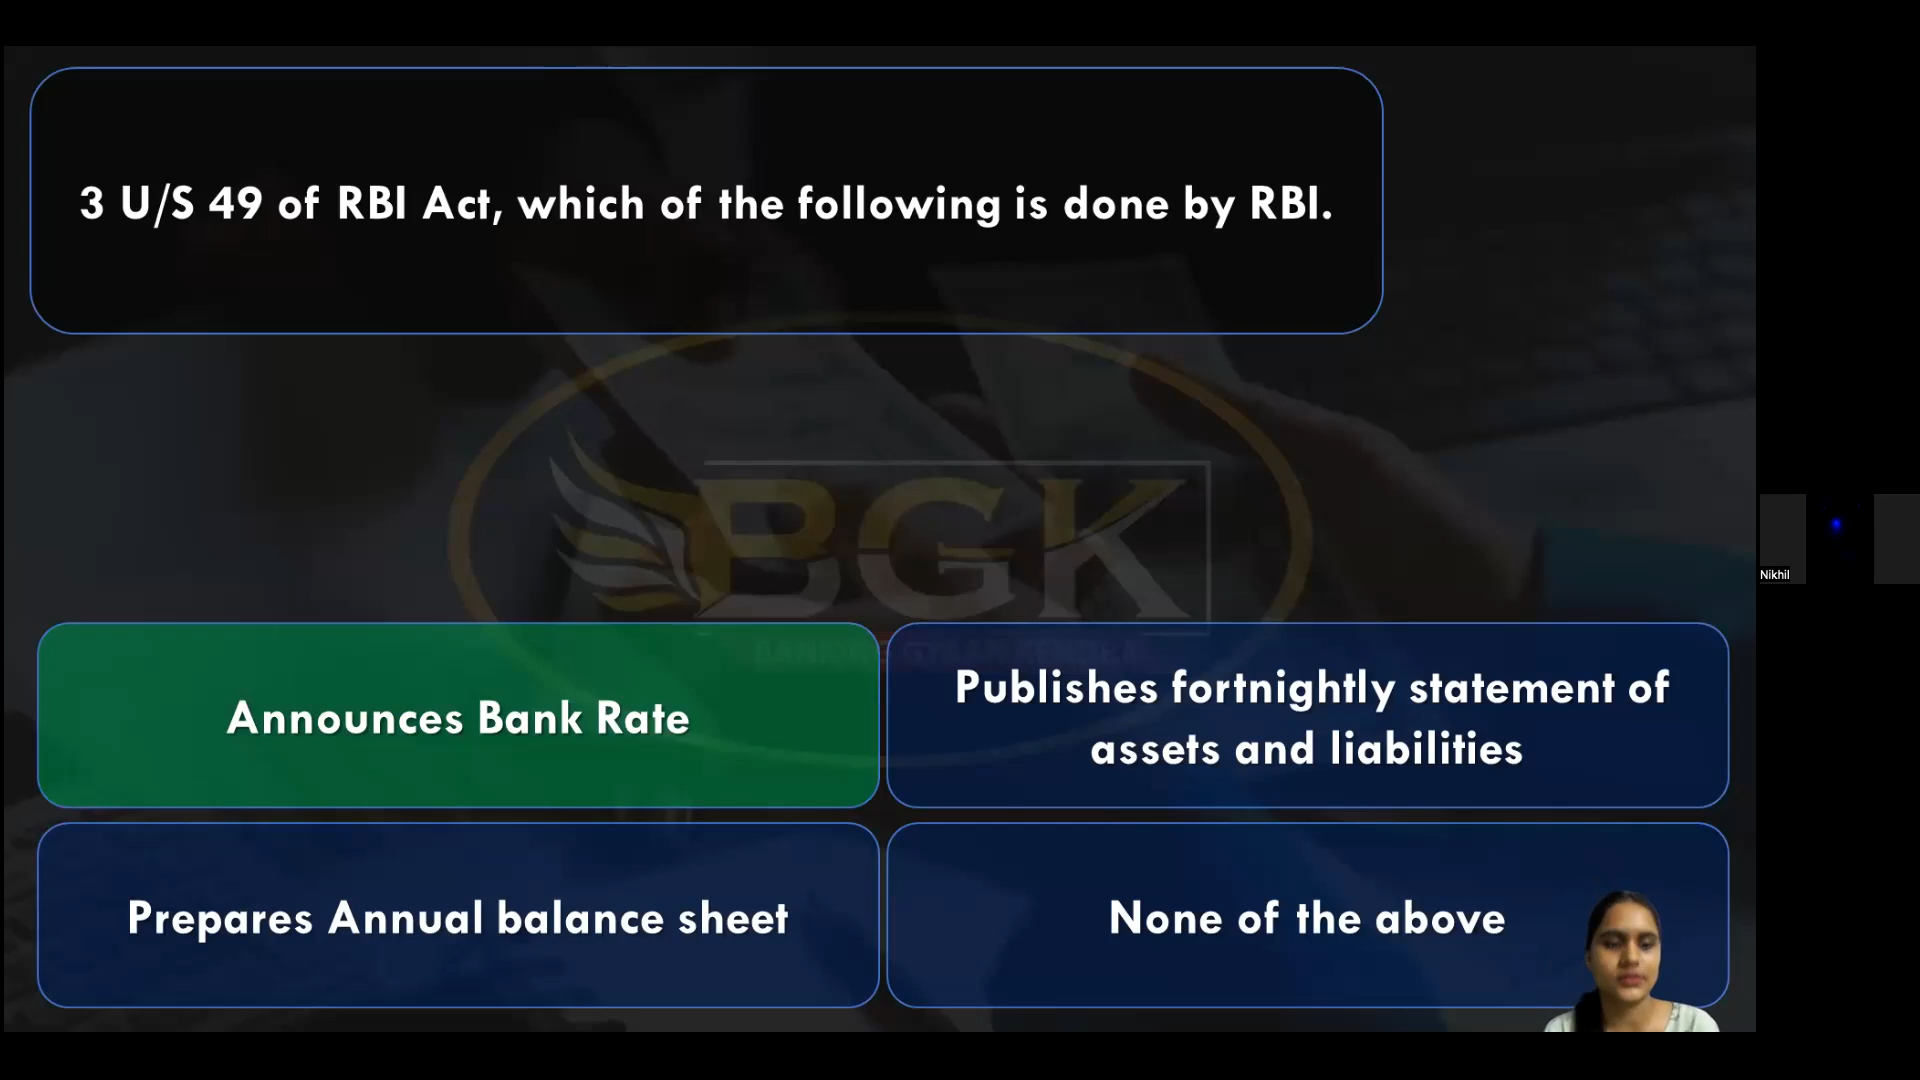 3 U/S 49 of RBI Act, which of the following is done by RBI.
BGK
Nikhil
Announces Bank Rate
Publishes fortnightly statement of
assets and liabilities
Prepares Annual balance sheet
None of the above